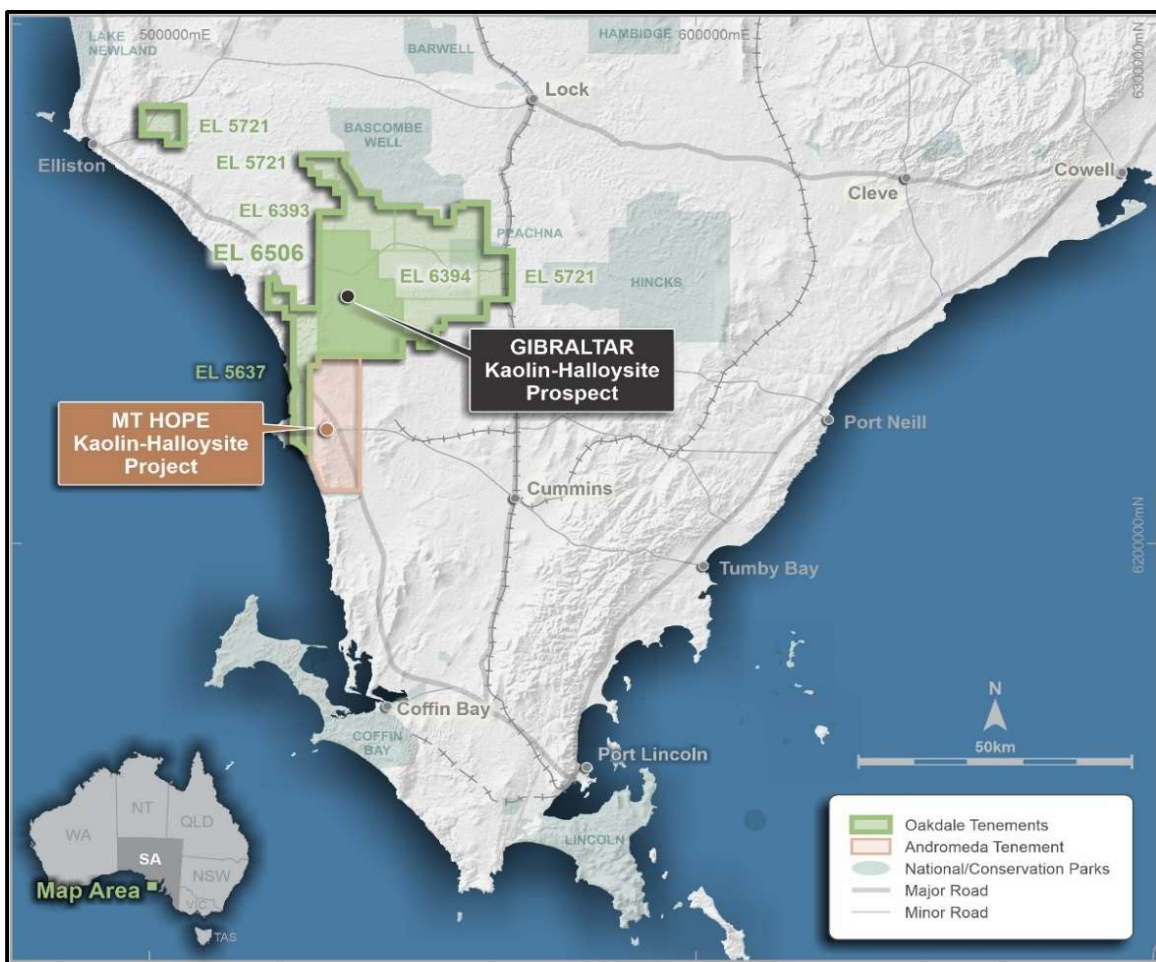 LAKE
NEWLAND
500000mE
BARWELL
HAMBIDGE
600000mE
6300000mN
Lock
EL 5721
BASCOMBE
WELL
Elliston
EL 5721
Cowell
Cleve
EL 6393
PEACHNA
EL 6506
EL 6394
EL 5721
HINCKS
GIBRALTAR
Kaolin-Halloysite
Prospect
EL 5637
MT HOPE
Kaolin-Halloysite
Project
Port Neill
Cummins
6200000mN
Tumby Bay
Coffin Bay
COFFIN
BAY
N
50km
Port Lincoln
LINCOLN
NT
QLD
WA
SA
NSW
VIC
TAS
Map Area
Oakdale Tenements
Andromeda Tenement
National/Conservation Parks
Major Road
Minor Road